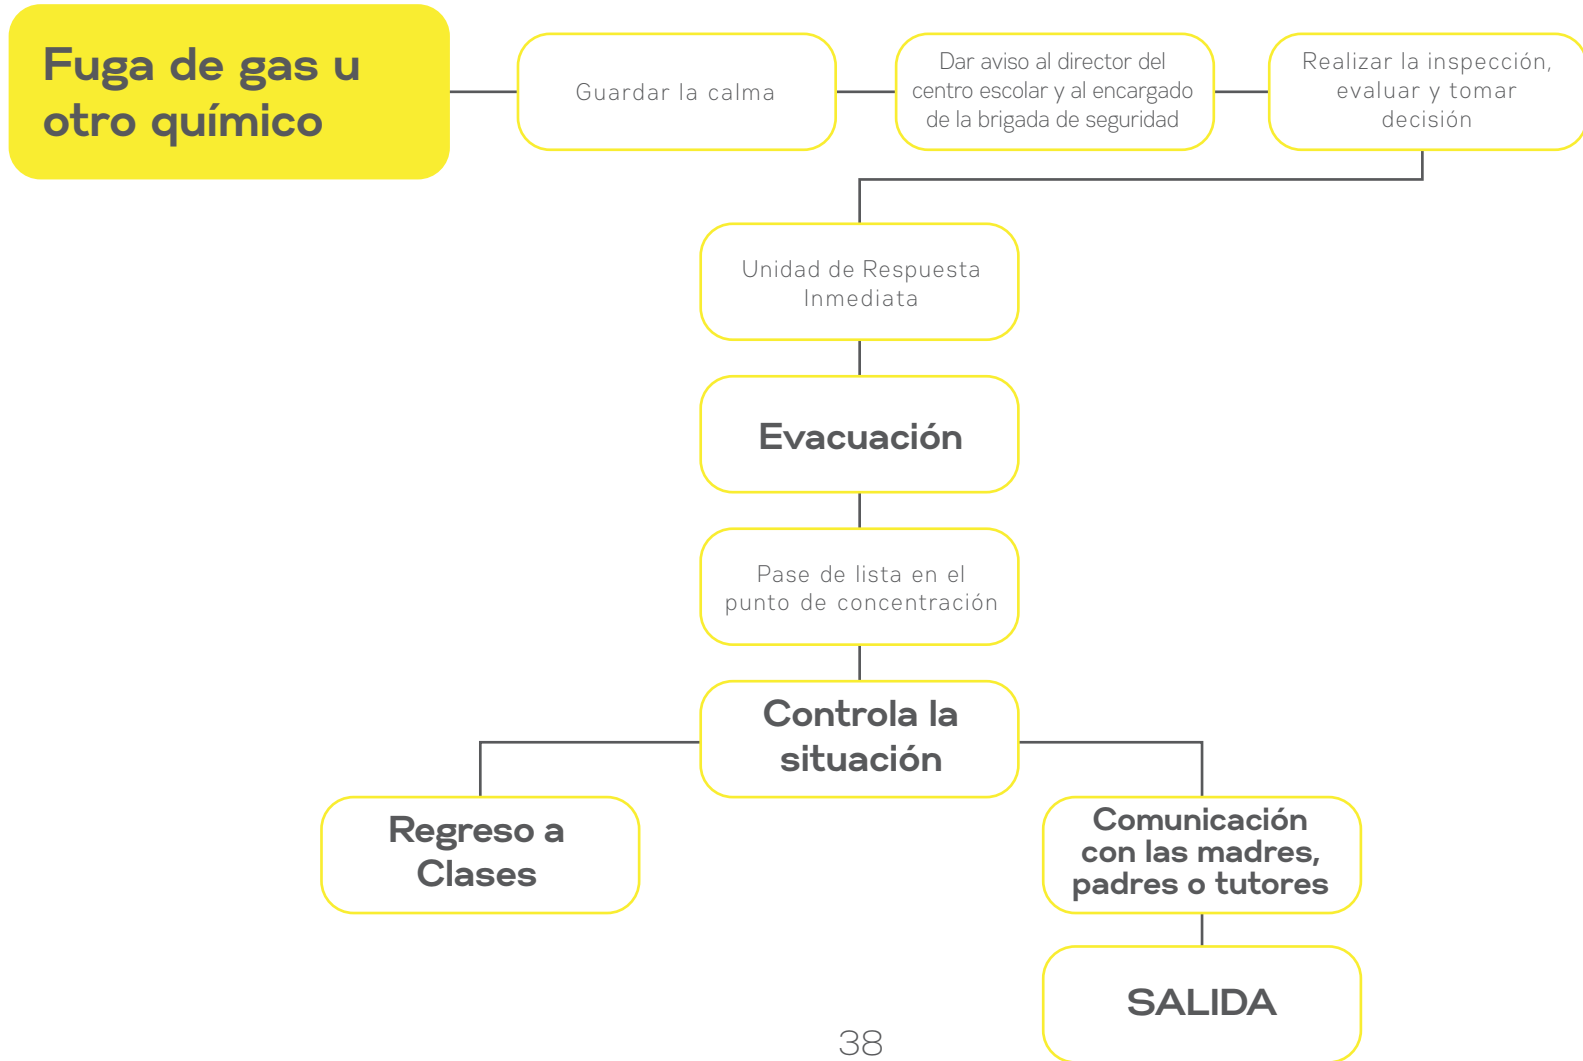 Fuga de gas u
otro químico
Guardar la calma
Dar aviso al director del
centro escolar y al encargado
de la brigada de seguridad
Realizar la inspección,
evaluar y tomar
decisión
Unidad de Respuesta
Inmediata
Evacuación
Pase de lista en el
punto de concentración
Controla la
situación
Regreso a
Clases
Comunicación
con las madres,
padres o tutores
SALIDA
38